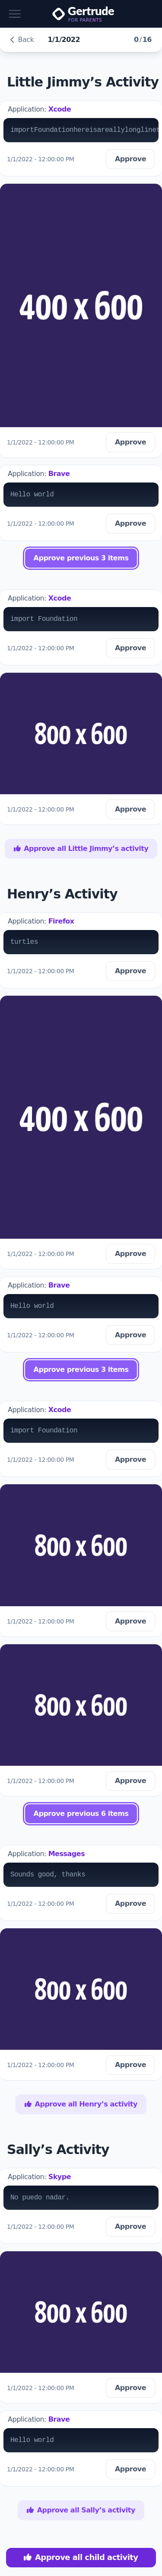 Gertrude
FOR PARENTS
Back
1/1/2022
0/16
Little Jimmy's Activity
Application: Xcode
importFoundationhereisareallylonglinet
1/1/2022 - 12:00:00 PM
Approve
400 x 600
1/1/2022 - 12:00:00 PM
Approve
Application: Brave
Hello world
1/1/2022 - 12:00:00 PM
Approve
Approve previous 3 items
Application: Xcode
import Foundation
1/1/2022 - 12:00:00 PM
Approve
800 x 600
1/1/2022 - 12:00:00 PM
Approve
Approve all Little Jimmy's activity
Henry's Activity
Application: Firefox
turtles
1/1/2022 - 12:00:00 PM
Approve
400 x 600
1/1/2022 - 12:00:00 PM
Approve
Application: Brave
Hello world
1/1/2022 - 12:00:00 PM
Approve
Approve previous 3 items
Application: Xcode
import Foundation
1/1/2022 - 12:00:00 PM
Approve
800 x 600
1/1/2022 - 12:00:00 PM
Approve
800 x 600
1/1/2022 - 12:00:00 PM
Approve
Approve previous 6 items
Application: Messages
Sounds good, thanks
1/1/2022 - 12:00:00 PM
Approve
800 x 600
1/1/2022 - 12:00:00 PM
Approve
Approve all Henry's activity
Sally's Activity
Application: Skype
No puedo nadar.
1/1/2022 - 12:00:00 PM
Approve
800 x 600
1/1/2022 - 12:00:00 PM
Approve
Application: Brave
Hello world
1/1/2022 - 12:00:00 PM
Approve
Approve all Sally's activity
Approve all child activity